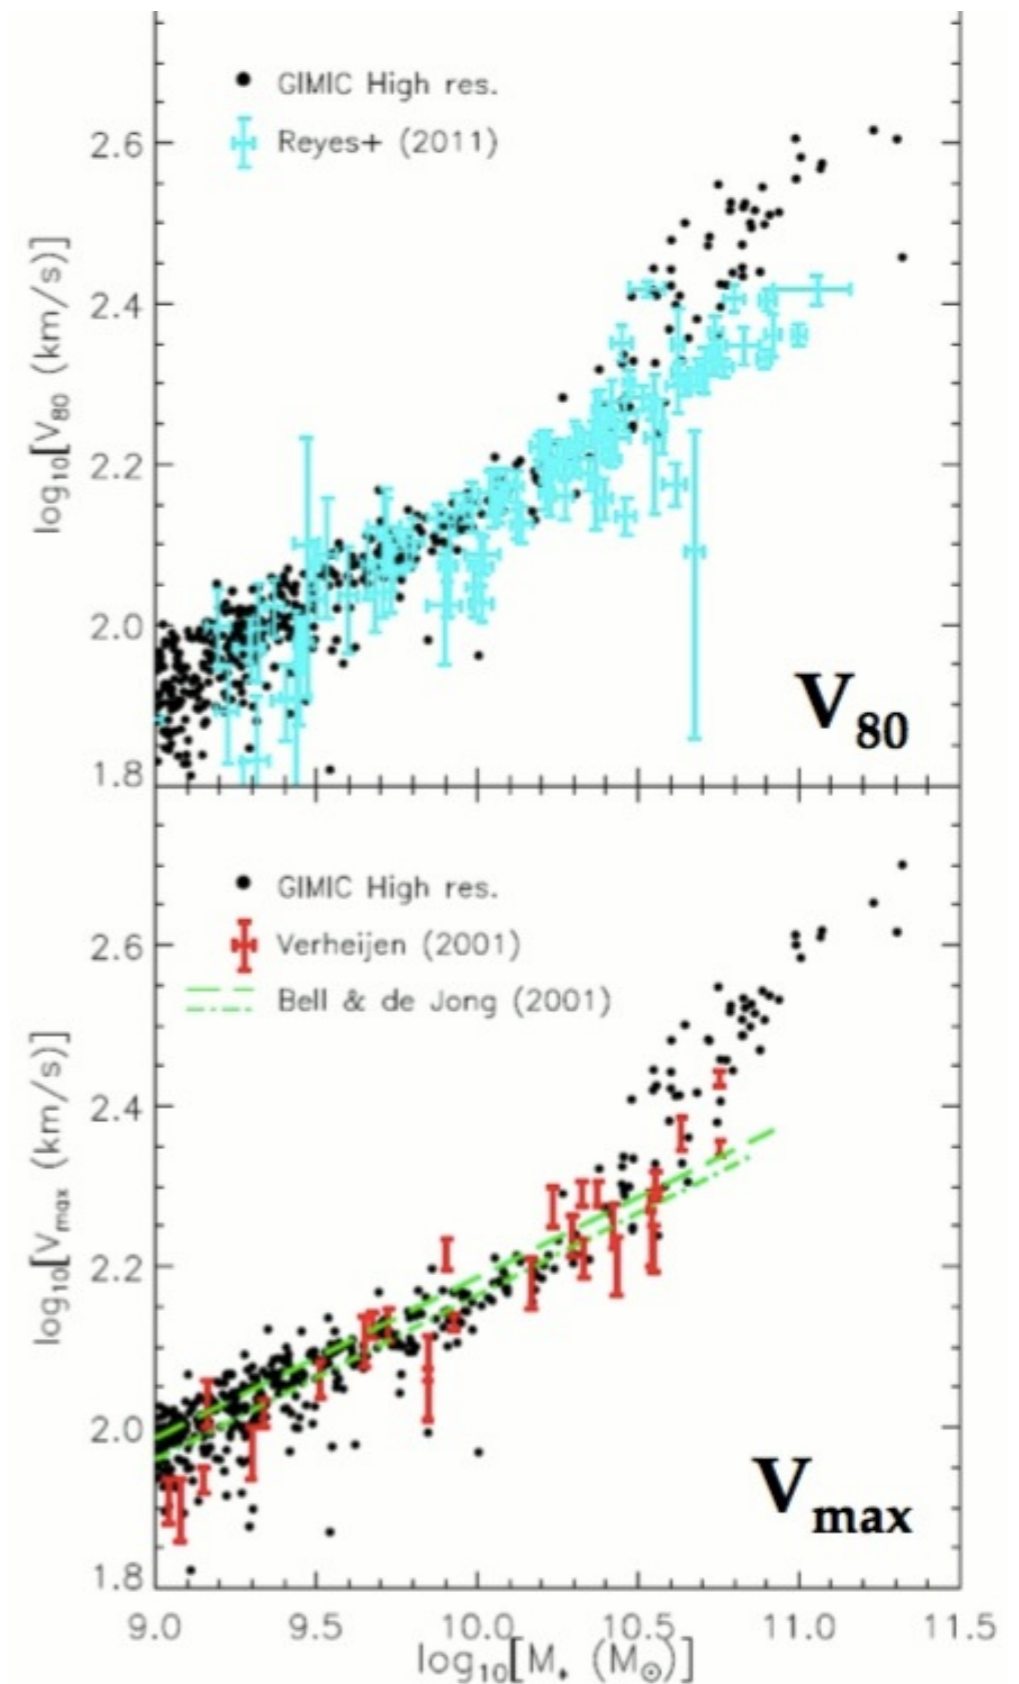 GIMIC High res.
Reyes+ (2011)
2.6
2.4
2.2
2.0
1.8
log₁₀[V₈₀ (km/s)]
V₈₀
GIMIC High res.
Verheijen (2001)
Bell & de Jong (2001)
2.6
2.4
2.2
2.0
1.8
log₁₀[Vₘₐₓ (km/s)]
Vₘₐₓ
9.0 9.5 10.0 10.5 11.0 11.5
log₁₀[M⋆ (M☉)]